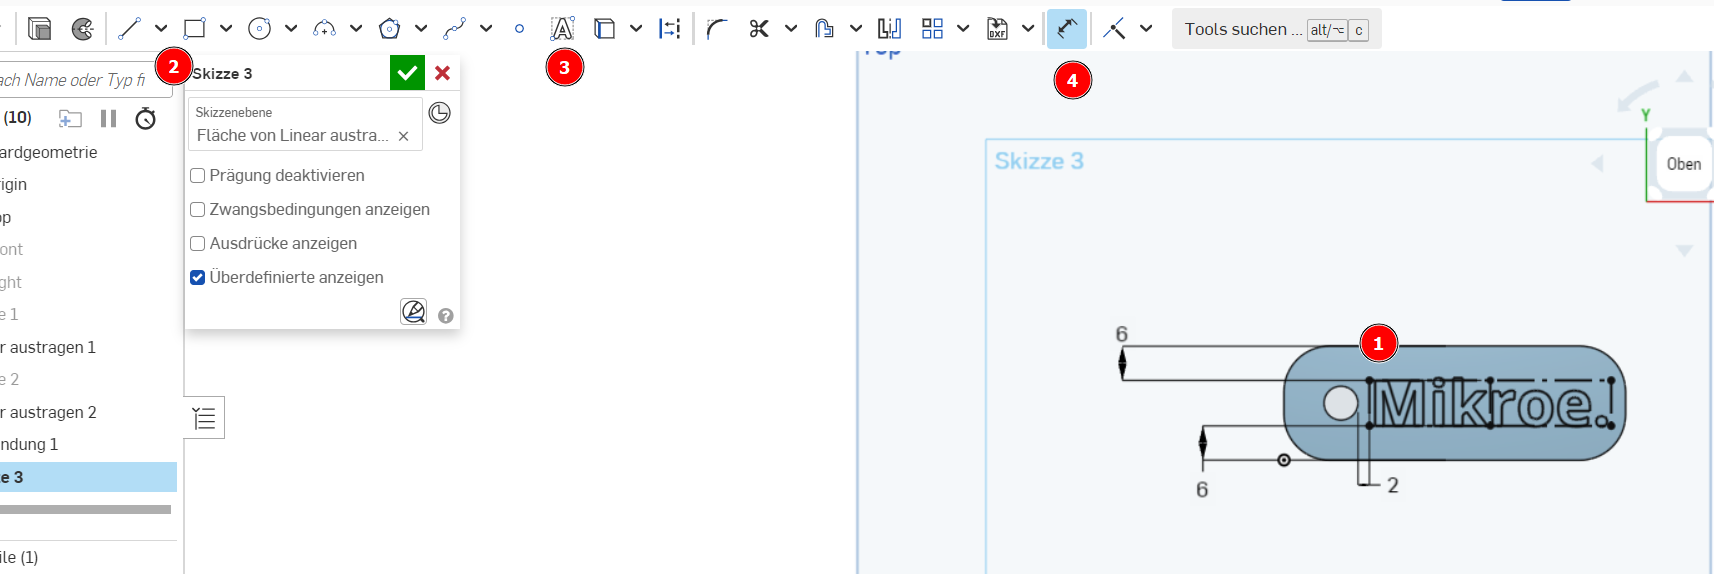 Tools suchen ... alt/⌥ c
2
3
4
Skizze 3
ach Name oder Typ fi
Skizzenebene
Fläche von Linear austra... ×
(10)
Prägung deaktivieren
Zwangsbedingungen anzeigen
Ausdrücke anzeigen
Überdefinierte anzeigen
ardgeometrie
igin
op
ont
ght
e 1
r austragen 1
e 2
r austragen 2
ndung 1
e 3
ile (1)
Top
Skizze 3
Y
Oben
6
1
Mikroe.
6
2